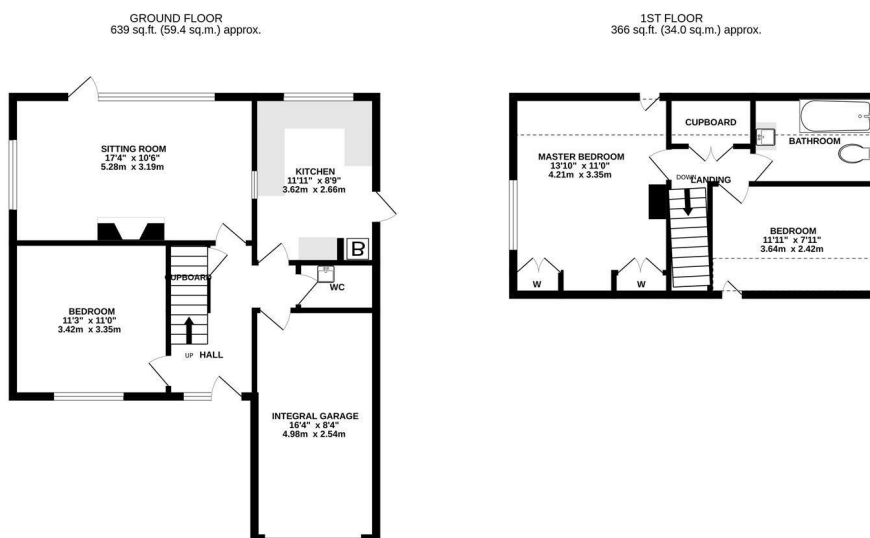 GROUND FLOOR
639 sq.ft. (59.4 sq.m.) approx.
SITTING ROOM
17'4" x 10'6"
5.28m x 3.19m
KITCHEN
11'11" x 8'9"
3.62m x 2.66m
B
CUPBOARD
WC
BEDROOM
11'3" x 11'0"
3.42m x 3.35m
UP
HALL
INTEGRAL GARAGE
16'4" x 8'4"
4.98m x 2.54m
1ST FLOOR
366 sq.ft. (34.0 sq.m.) approx.
CUPBOARD
BATHROOM
MASTER BEDROOM
13'10" x 11'0"
4.21m x 3.35m
DOWN
LANDING
BEDROOM
11'11" x 7'11"
3.64m x 2.42m
W
W